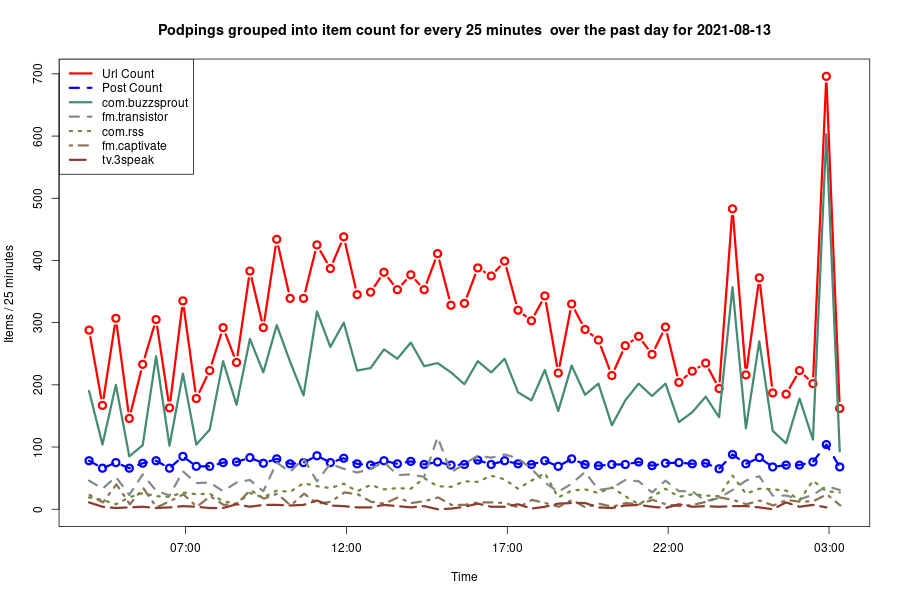 Podpings grouped into item count for every 25 minutes  over the past day for 2021-08-13
Url Count
Post Count
com.buzzsprout
fm.transistor
com.rss
fm.captivate
tv.3speak
700
600
500
400
300
200
100
0
Items / 25 minutes
07:00
12:00
17:00
22:00
03:00
Time